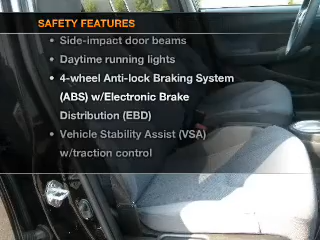 SAFETY FEATURES
• Side-impact door beams
• Daytime running lights
• 4-wheel Anti-lock Braking System
(ABS) w/Electronic Brake
Distribution (EBD)
• Vehicle Stability Assist (VSA)
w/traction control